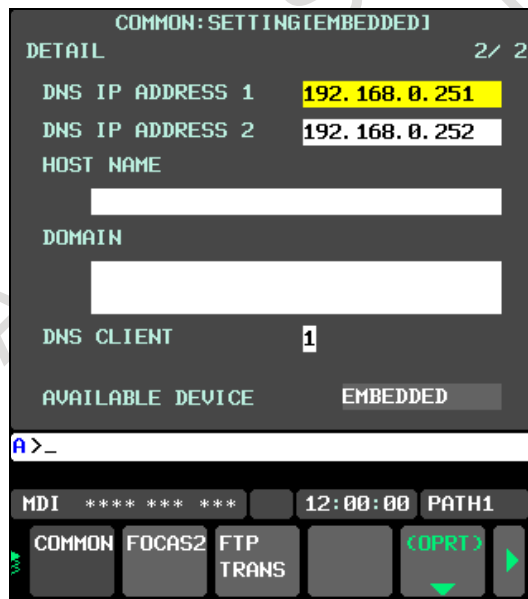 COMMON:SETTING[EMBEDDED]
DETAIL 2/ 2
DNS IP ADDRESS 1 192.168.0.251
DNS IP ADDRESS 2 192.168.0.252
HOST NAME
DOMAIN
DNS CLIENT 1
AVAILABLE DEVICE EMBEDDED
A>_
MDI **** *** *** 12:00:00 PATH1
COMMON FOCAS2 FTP TRANS (OPRT)